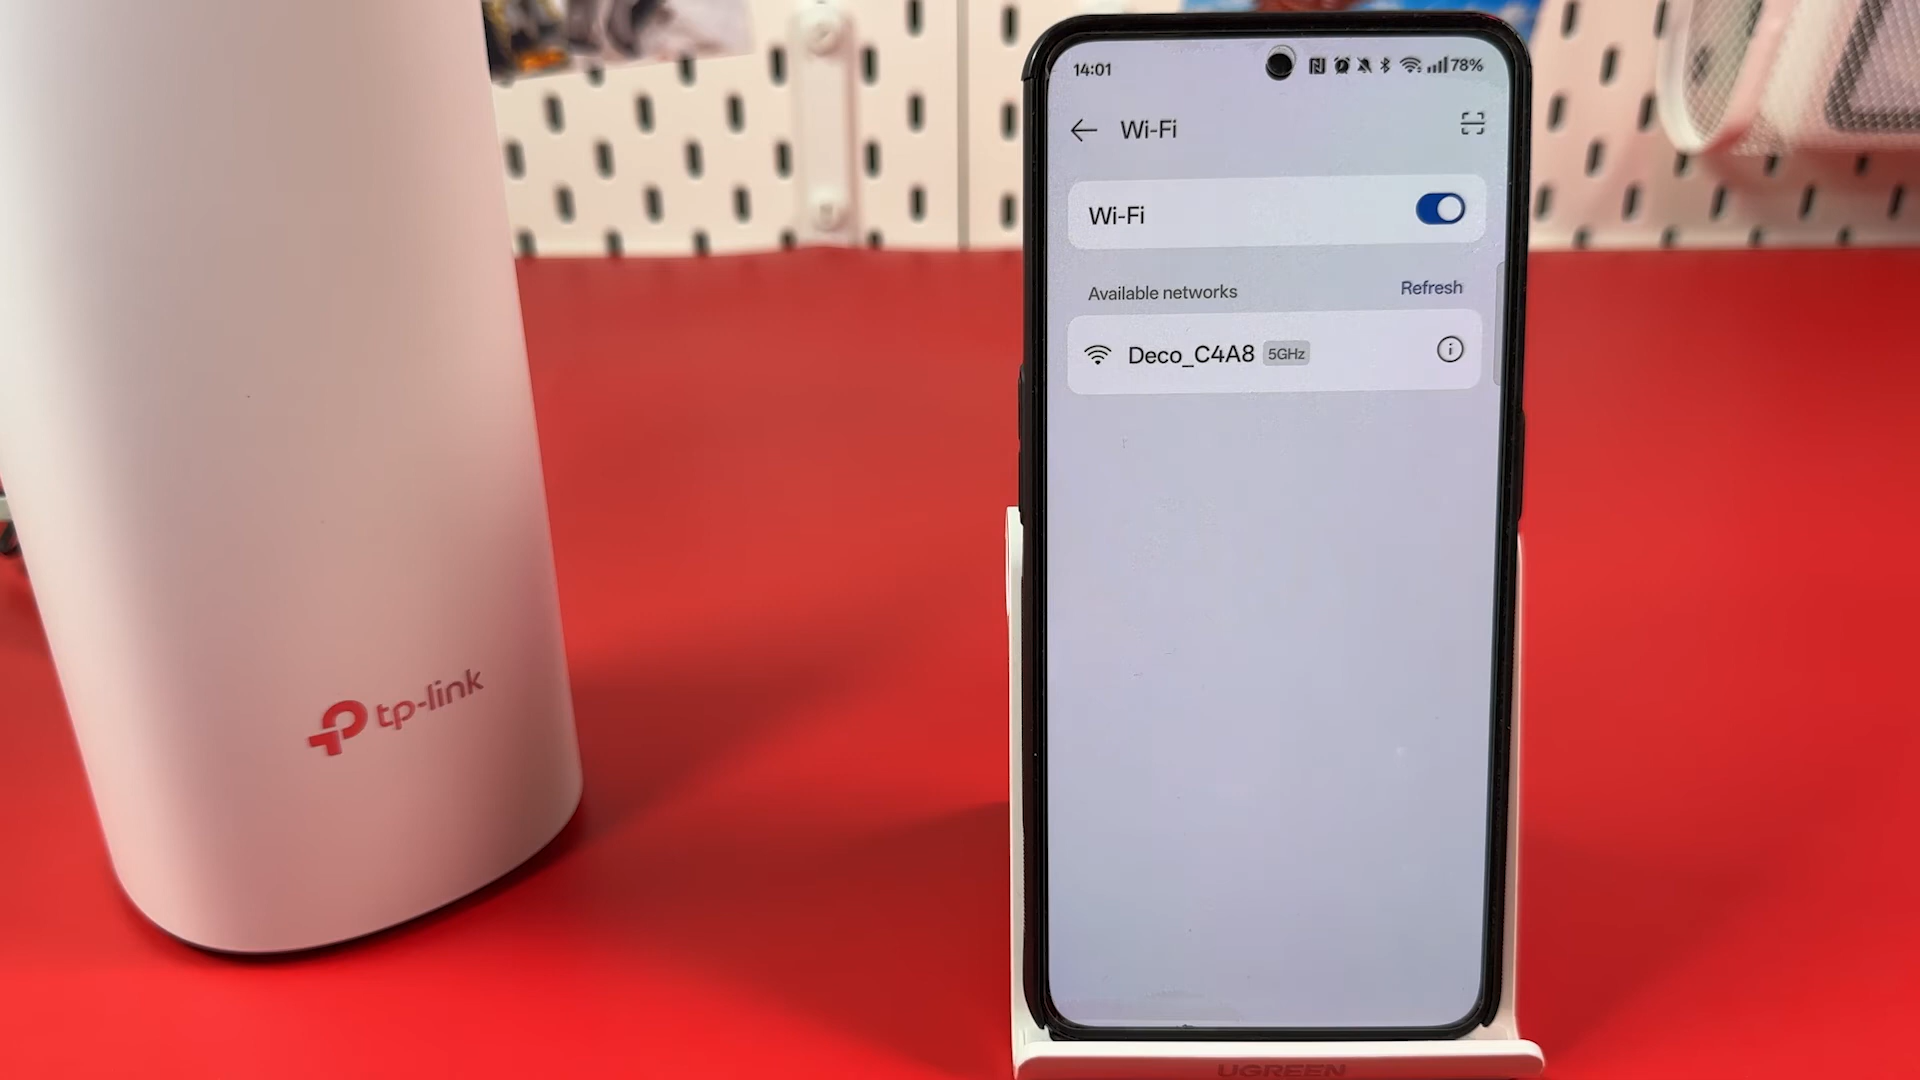 14:01
78%
Wi-Fi
Wi-Fi
Available networks
Refresh
Deco_C4A8
5GHz
tp-link
UGREEN